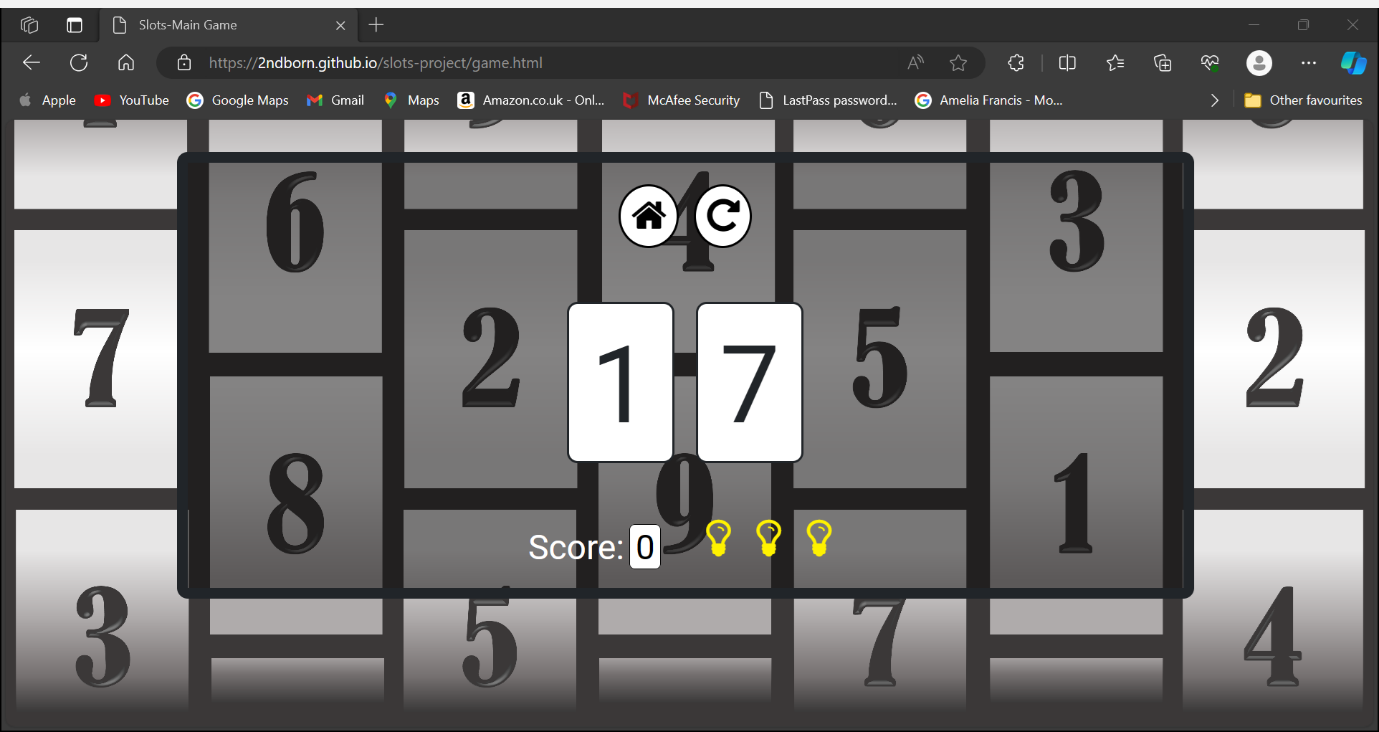 Slots-Main Game
https://2ndborn.github.io/slots-project/game.html
Apple YouTube Google Maps Gmail Maps Amazon.co.uk - Onl... McAfee Security LastPass password... Amelia Francis - Mo... Other favourites
6 4 3
7 2 1 7 5 2
8 9 1
Score: 0
3 5 7 4